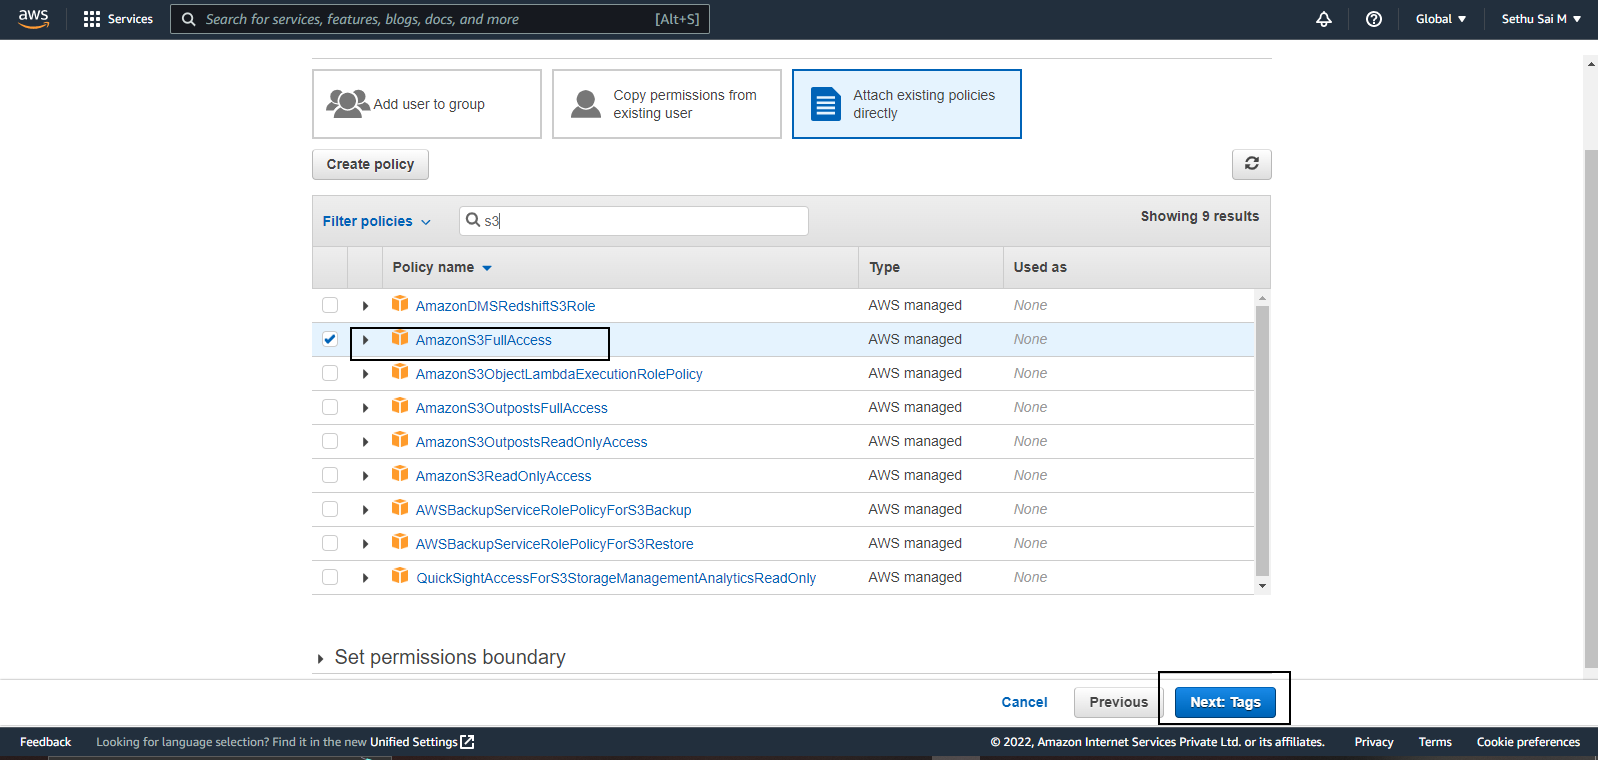 aws Services Search for services, features, blogs, docs, and more [Alt+S] Global Sethu Sai M
Add user to group
Copy permissions from
existing user
Attach existing policies
directly
Create policy
Filter policies s3 Showing 9 results
Policy name Type Used as
AmazonDMSRedshiftS3Role AWS managed None
AmazonS3FullAccess AWS managed None
AmazonS3ObjectLambdaExecutionRolePolicy AWS managed None
AmazonS3OutpostsFullAccess AWS managed None
AmazonS3OutpostsReadOnlyAccess AWS managed None
AmazonS3ReadOnlyAccess AWS managed None
AWSBackupServiceRolePolicyForS3Backup AWS managed None
AWSBackupServiceRolePolicyForS3Restore AWS managed None
QuickSightAccessForS3StorageManagementAnalyticsReadOnly AWS managed None
Set permissions boundary
Cancel Previous Next: Tags
Feedback Looking for language selection? Find it in the new Unified Settings © 2022, Amazon Internet Services Private Ltd. or its affiliates. Privacy Terms Cookie preferences